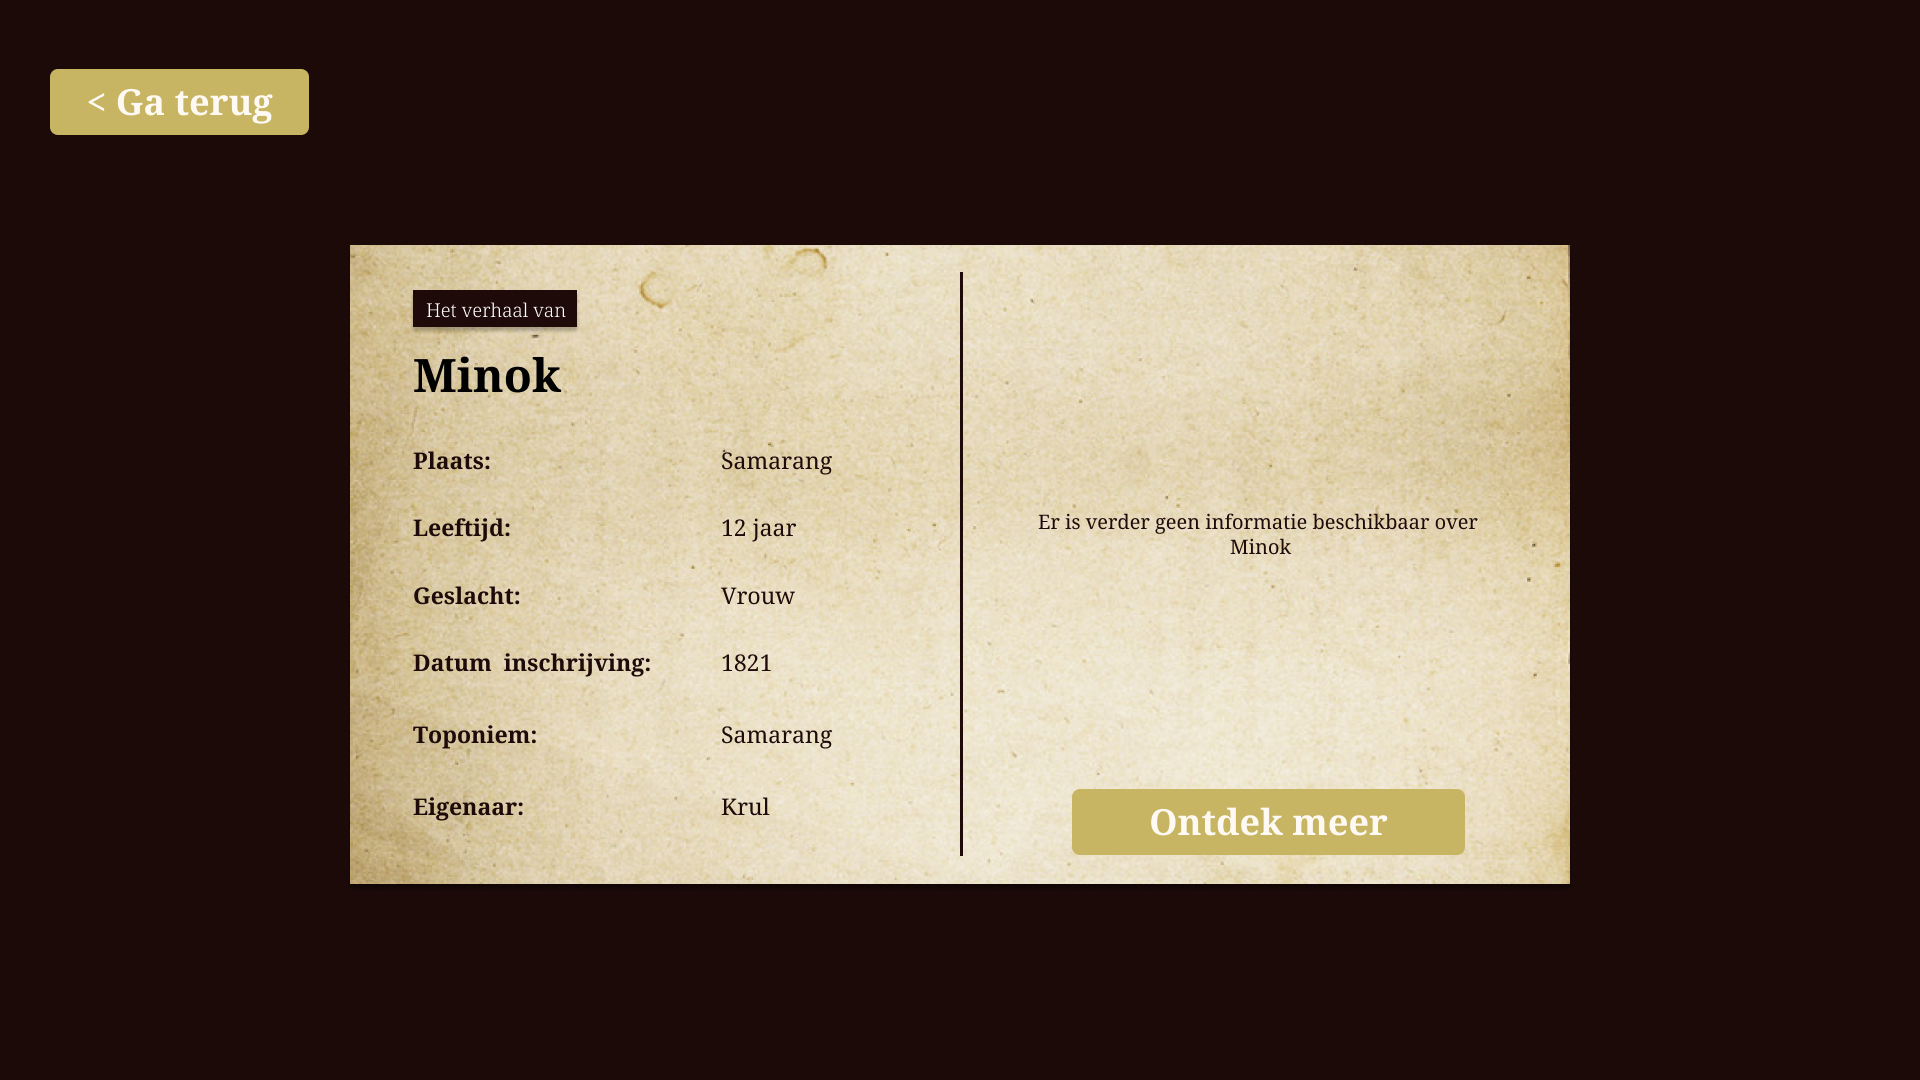 < Ga terug
Het verhaal van
Minok
Plaats: Samarang
Leeftijd: 12 jaar
Geslacht: Vrouw
Datum inschrijving: 1821
Toponiem: Samarang
Eigenaar: Krul
Er is verder geen informatie beschikbaar over
Minok
Ontdek meer